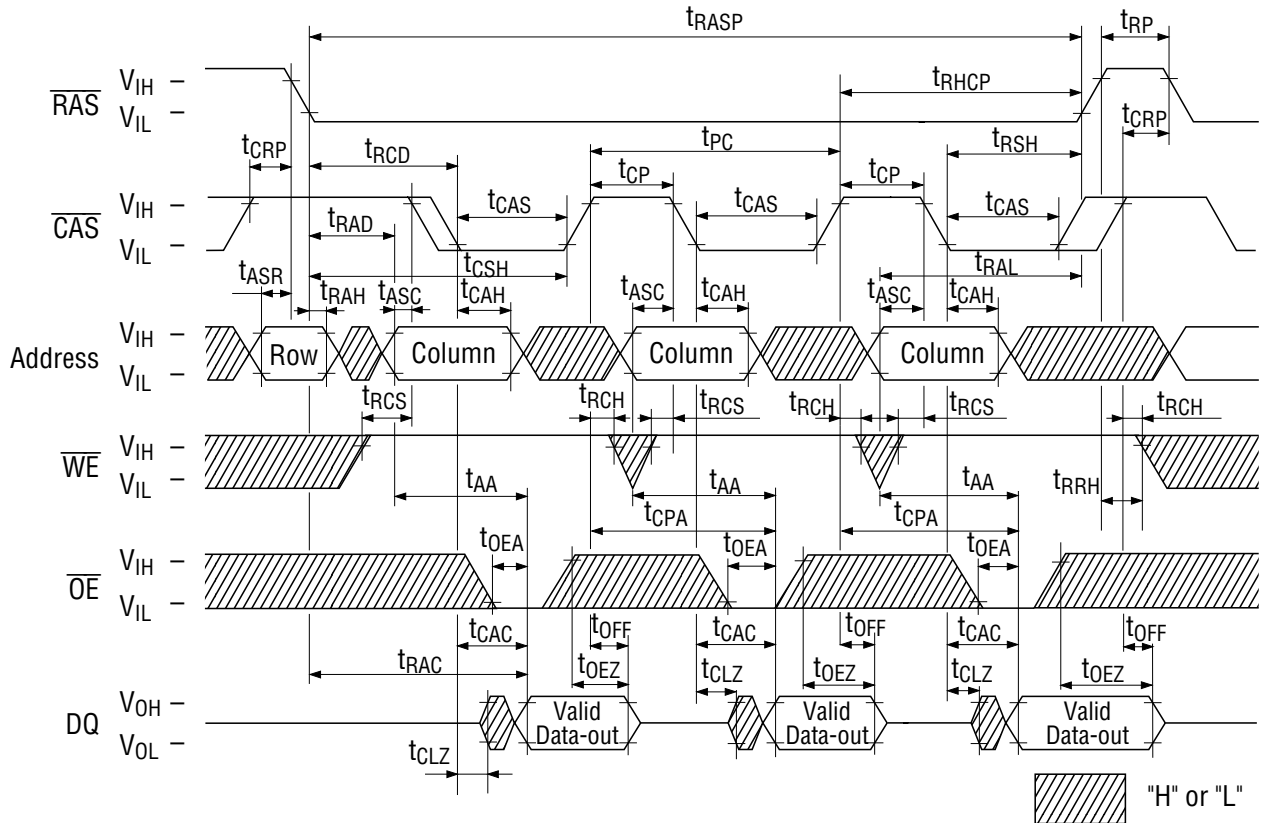 tRASP
tRP
RAS
VIH
VIL
tRHCP
tCRP
tRCD
tPC
tRSH
tCRP
CAS
VIH
VIL
tCP
tCP
tCAS
tCAS
tCAS
tRAD
tCSH
tRAL
tASR
tRAH
tASC
tCAH
tASC
tCAH
tASC
tCAH
Address
VIH
VIL
Row
Column
Column
Column
tRCS
tRCH
tRCS
tRCH
tRCS
tRCH
WE
VIH
VIL
tAA
tAA
tAA
tRRH
tCPA
tCPA
OE
VIH
VIL
tOEA
tOEA
tOEA
tCAC
tOFF
tCAC
tOFF
tCAC
tOFF
tRAC
tOEZ
tCLZ
tOEZ
tCLZ
tOEZ
DQ
VOH
VOL
Valid
Data-out
Valid
Data-out
Valid
Data-out
tCLZ
"H" or "L"